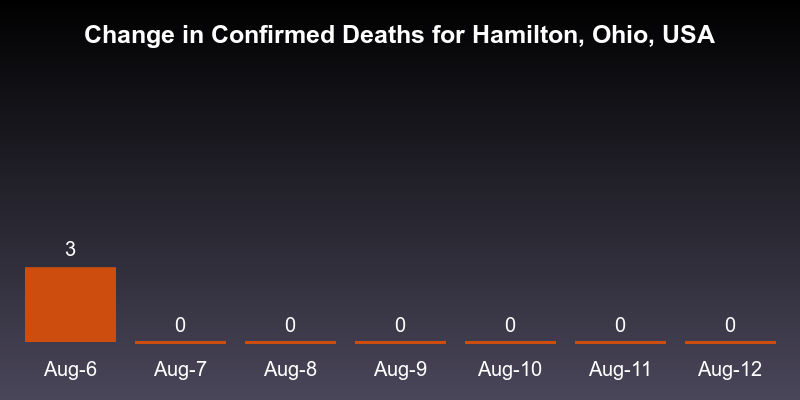 Change in Confirmed Deaths for Hamilton, Ohio, USA
3
0 0 0 0 0 0
Aug-6 Aug-7 Aug-8 Aug-9 Aug-10 Aug-11 Aug-12